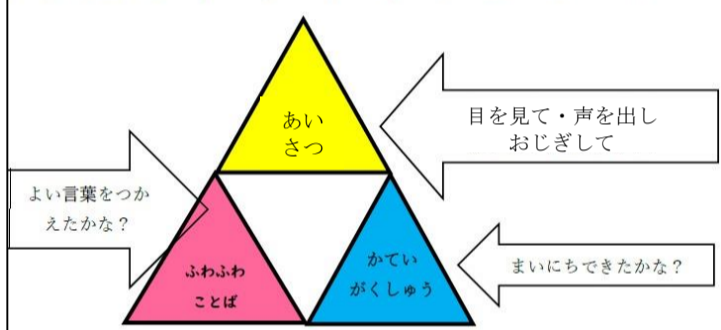 あい
さつ
目を見て・声を出し
おじぎして
よい言葉をつか
えたかな?
ふわふわ
ことば
かてい
がくしゅう
まいにちできたかな?